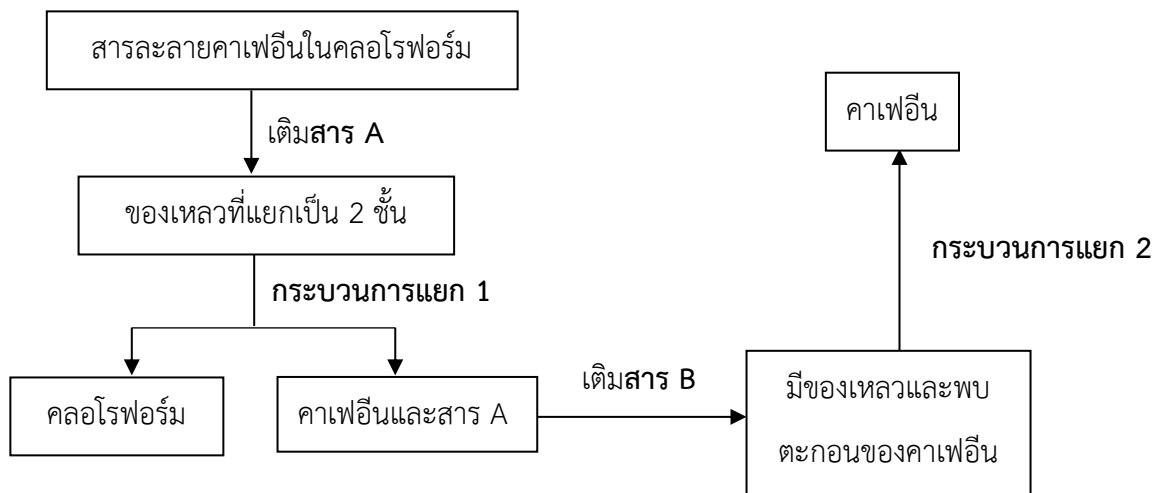 สารละลายคาเฟอีนในคลอโรฟอร์ม
เติมสาร A
ของเหลวที่แยกเป็น 2 ชั้น
กระบวนการแยก 1
คลอโรฟอร์ม
คาเฟอีนและสาร A
เติมสาร B
มีของเหลวและพบ
ตะกอนของคาเฟอีน
กระบวนการแยก 2
คาเฟอีน